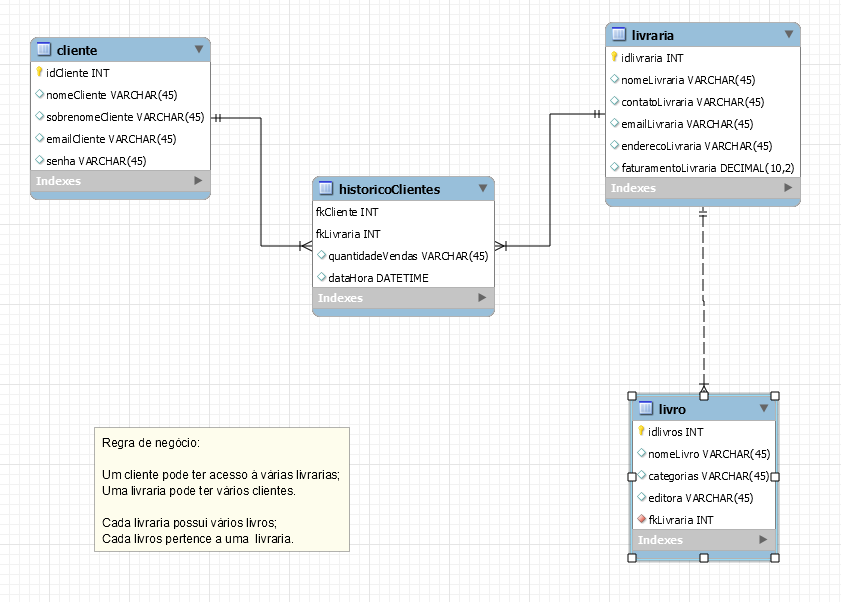 cliente
idCliente INT
nomeCliente VARCHAR(45)
sobrenomeCliente VARCHAR(45)
emailCliente VARCHAR(45)
senha VARCHAR(45)
Indexes
livraria
idlivraria INT
nomeLivraria VARCHAR(45)
contatoLivraria VARCHAR(45)
emailLivraria VARCHAR(45)
enderecoLivraria VARCHAR(45)
faturamentoLivraria DECIMAL(10,2)
Indexes
historicoClientes
fkCliente INT
fkLivraria INT
quantidadeVendas VARCHAR(45)
dataHora DATETIME
Indexes
livro
idlivros INT
nomeLivro VARCHAR(45)
categorias VARCHAR(45)
editora VARCHAR(45)
fkLivraria INT
Indexes
Regra de negócio:
Um cliente pode ter acesso à várias livrarias;
Uma livraria pode ter vários clientes.
Cada livraria possui vários livros;
Cada livros pertence a uma livraria.